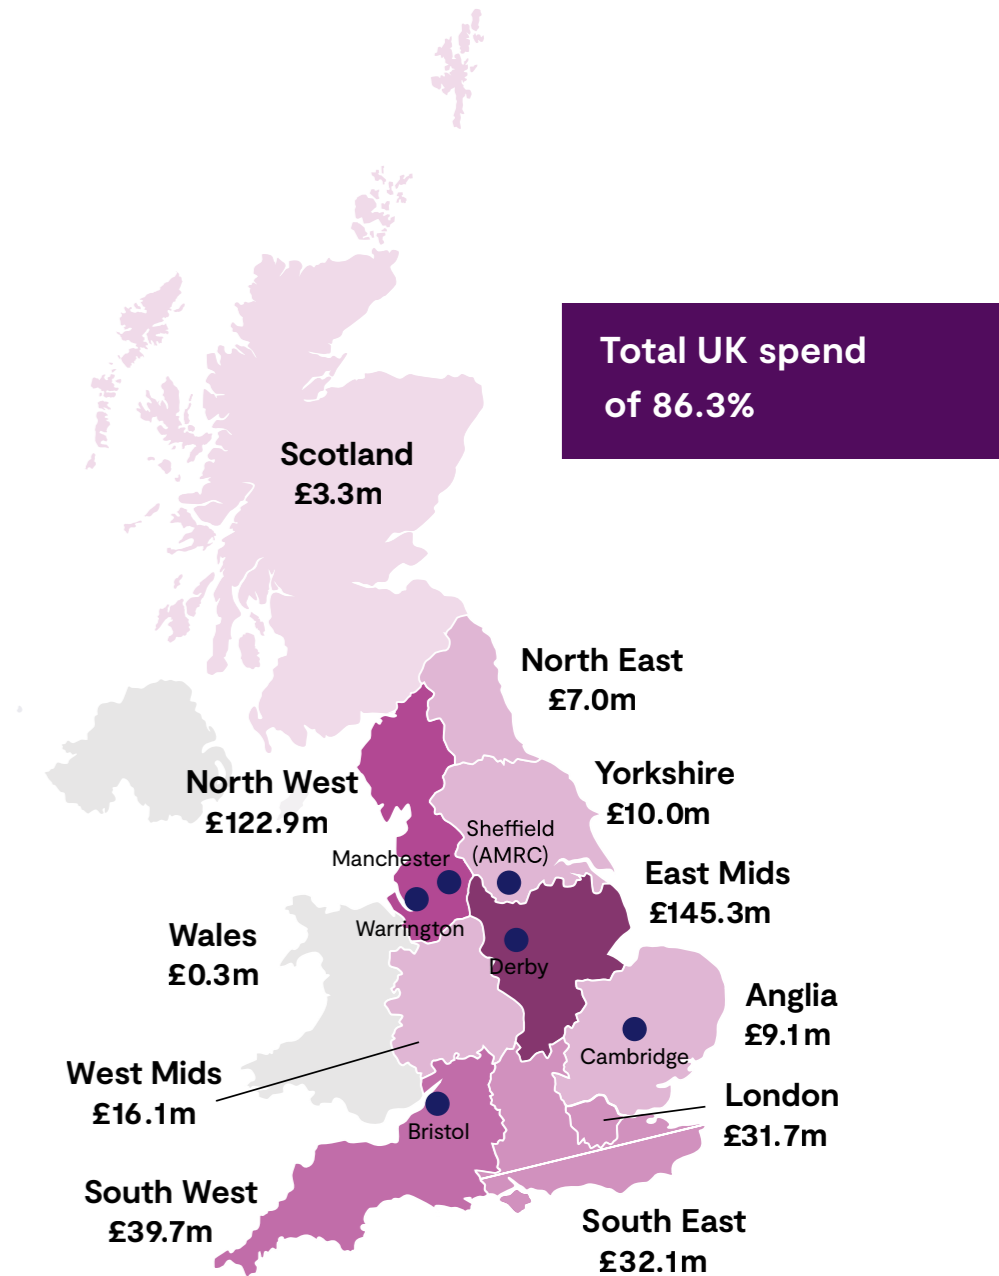 Total UK spend
of 86.3%
Scotland
£3.3m
North East
£7.0m
North West
£122.9m
Yorkshire
£10.0m
Sheffield
(AMRC)
Manchester
Warrington
East Mids
£145.3m
Derby
Wales
£0.3m
Anglia
£9.1m
Cambridge
West Mids
£16.1m
London
£31.7m
Bristol
South West
£39.7m
South East
£32.1m